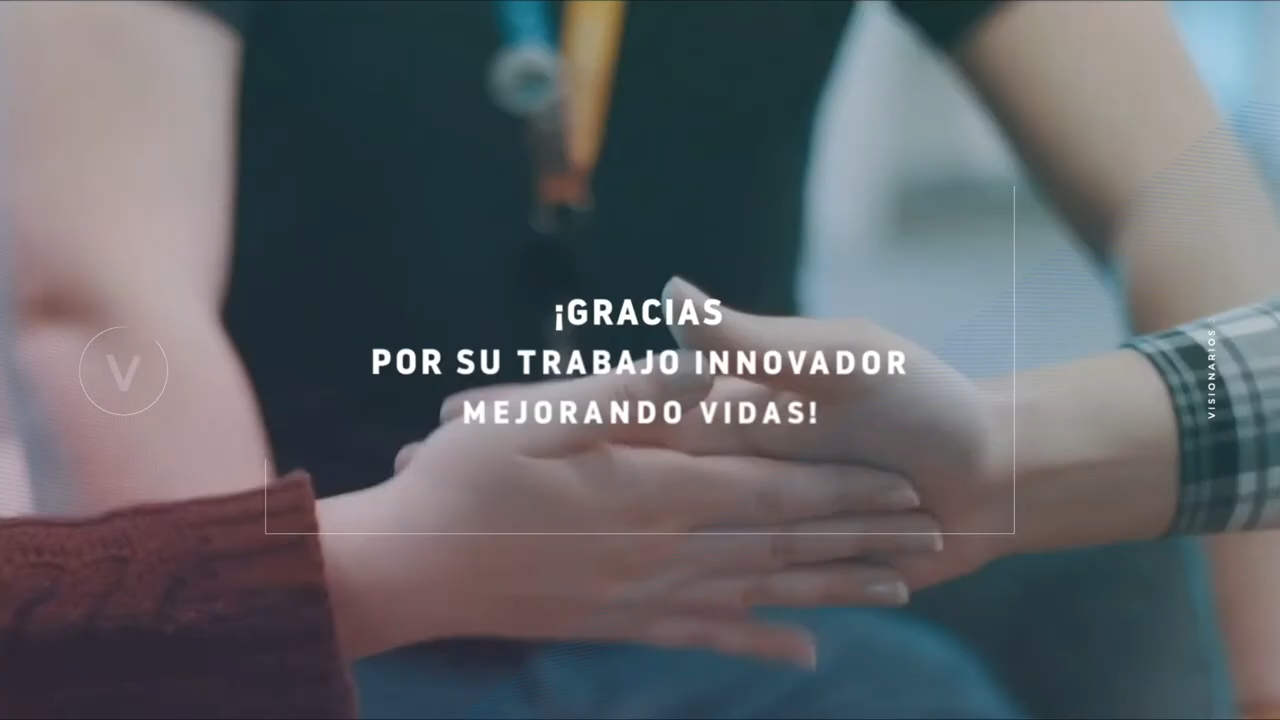 ¡GRACIAS
POR SU TRABAJO INNOVADOR
MEJORANDO VIDAS!
V
VISIONARIOS